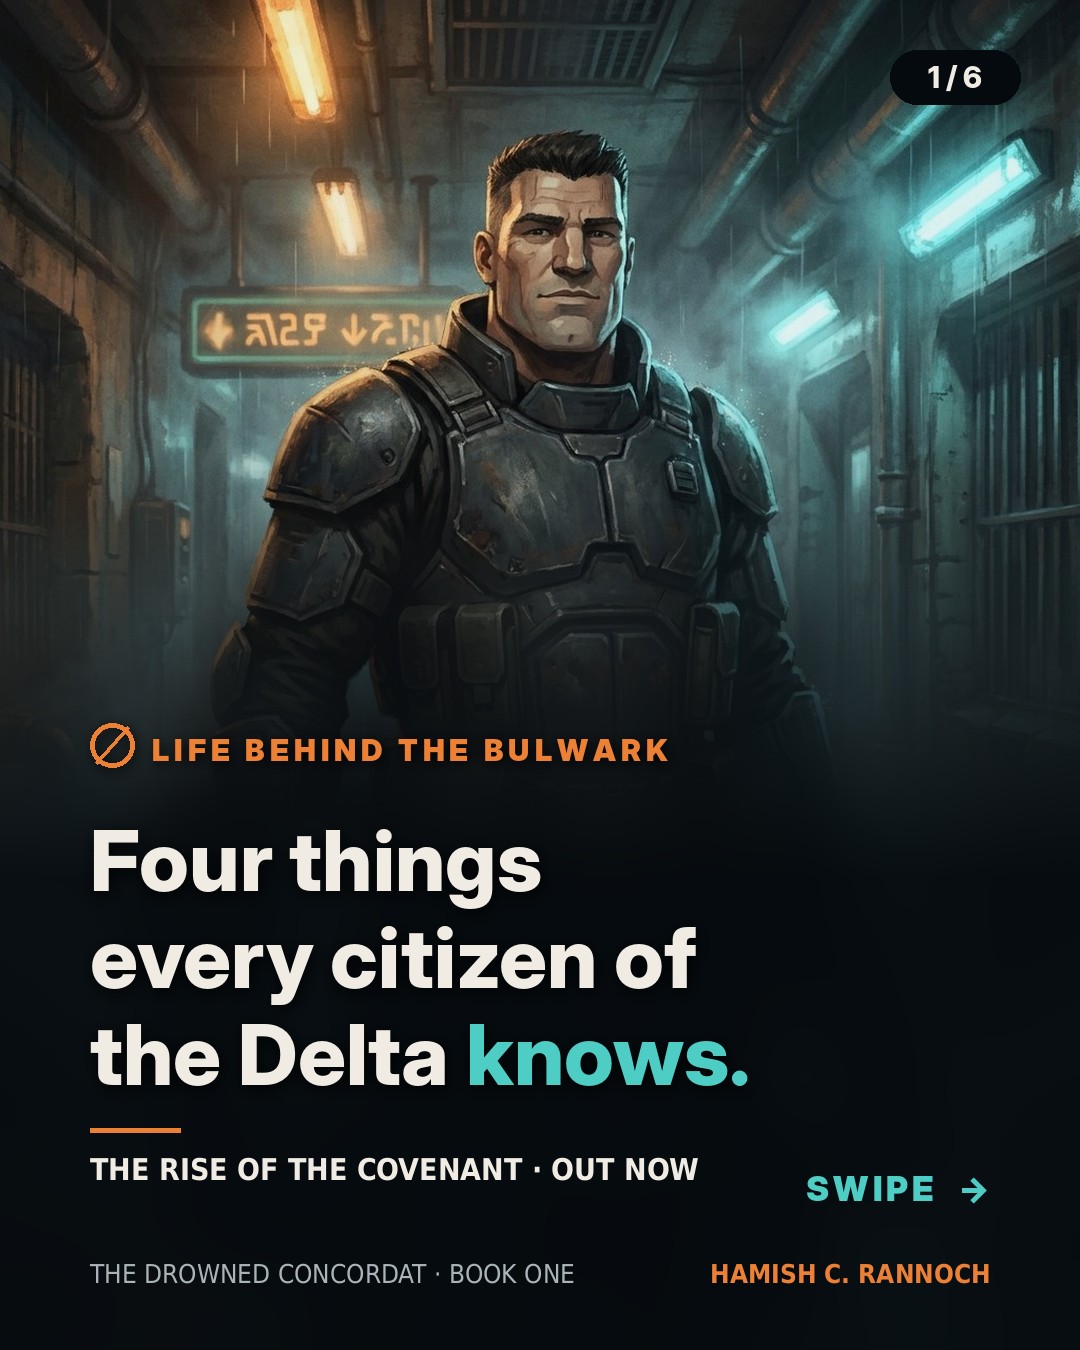 1/6
LIFE BEHIND THE BULWARK
Four things
every citizen of
the Delta knows.
THE RISE OF THE COVENANT · OUT NOW
SWIPE →
THE DROWNED CONCORDAT · BOOK ONE
HAMISH C. RANNOCH